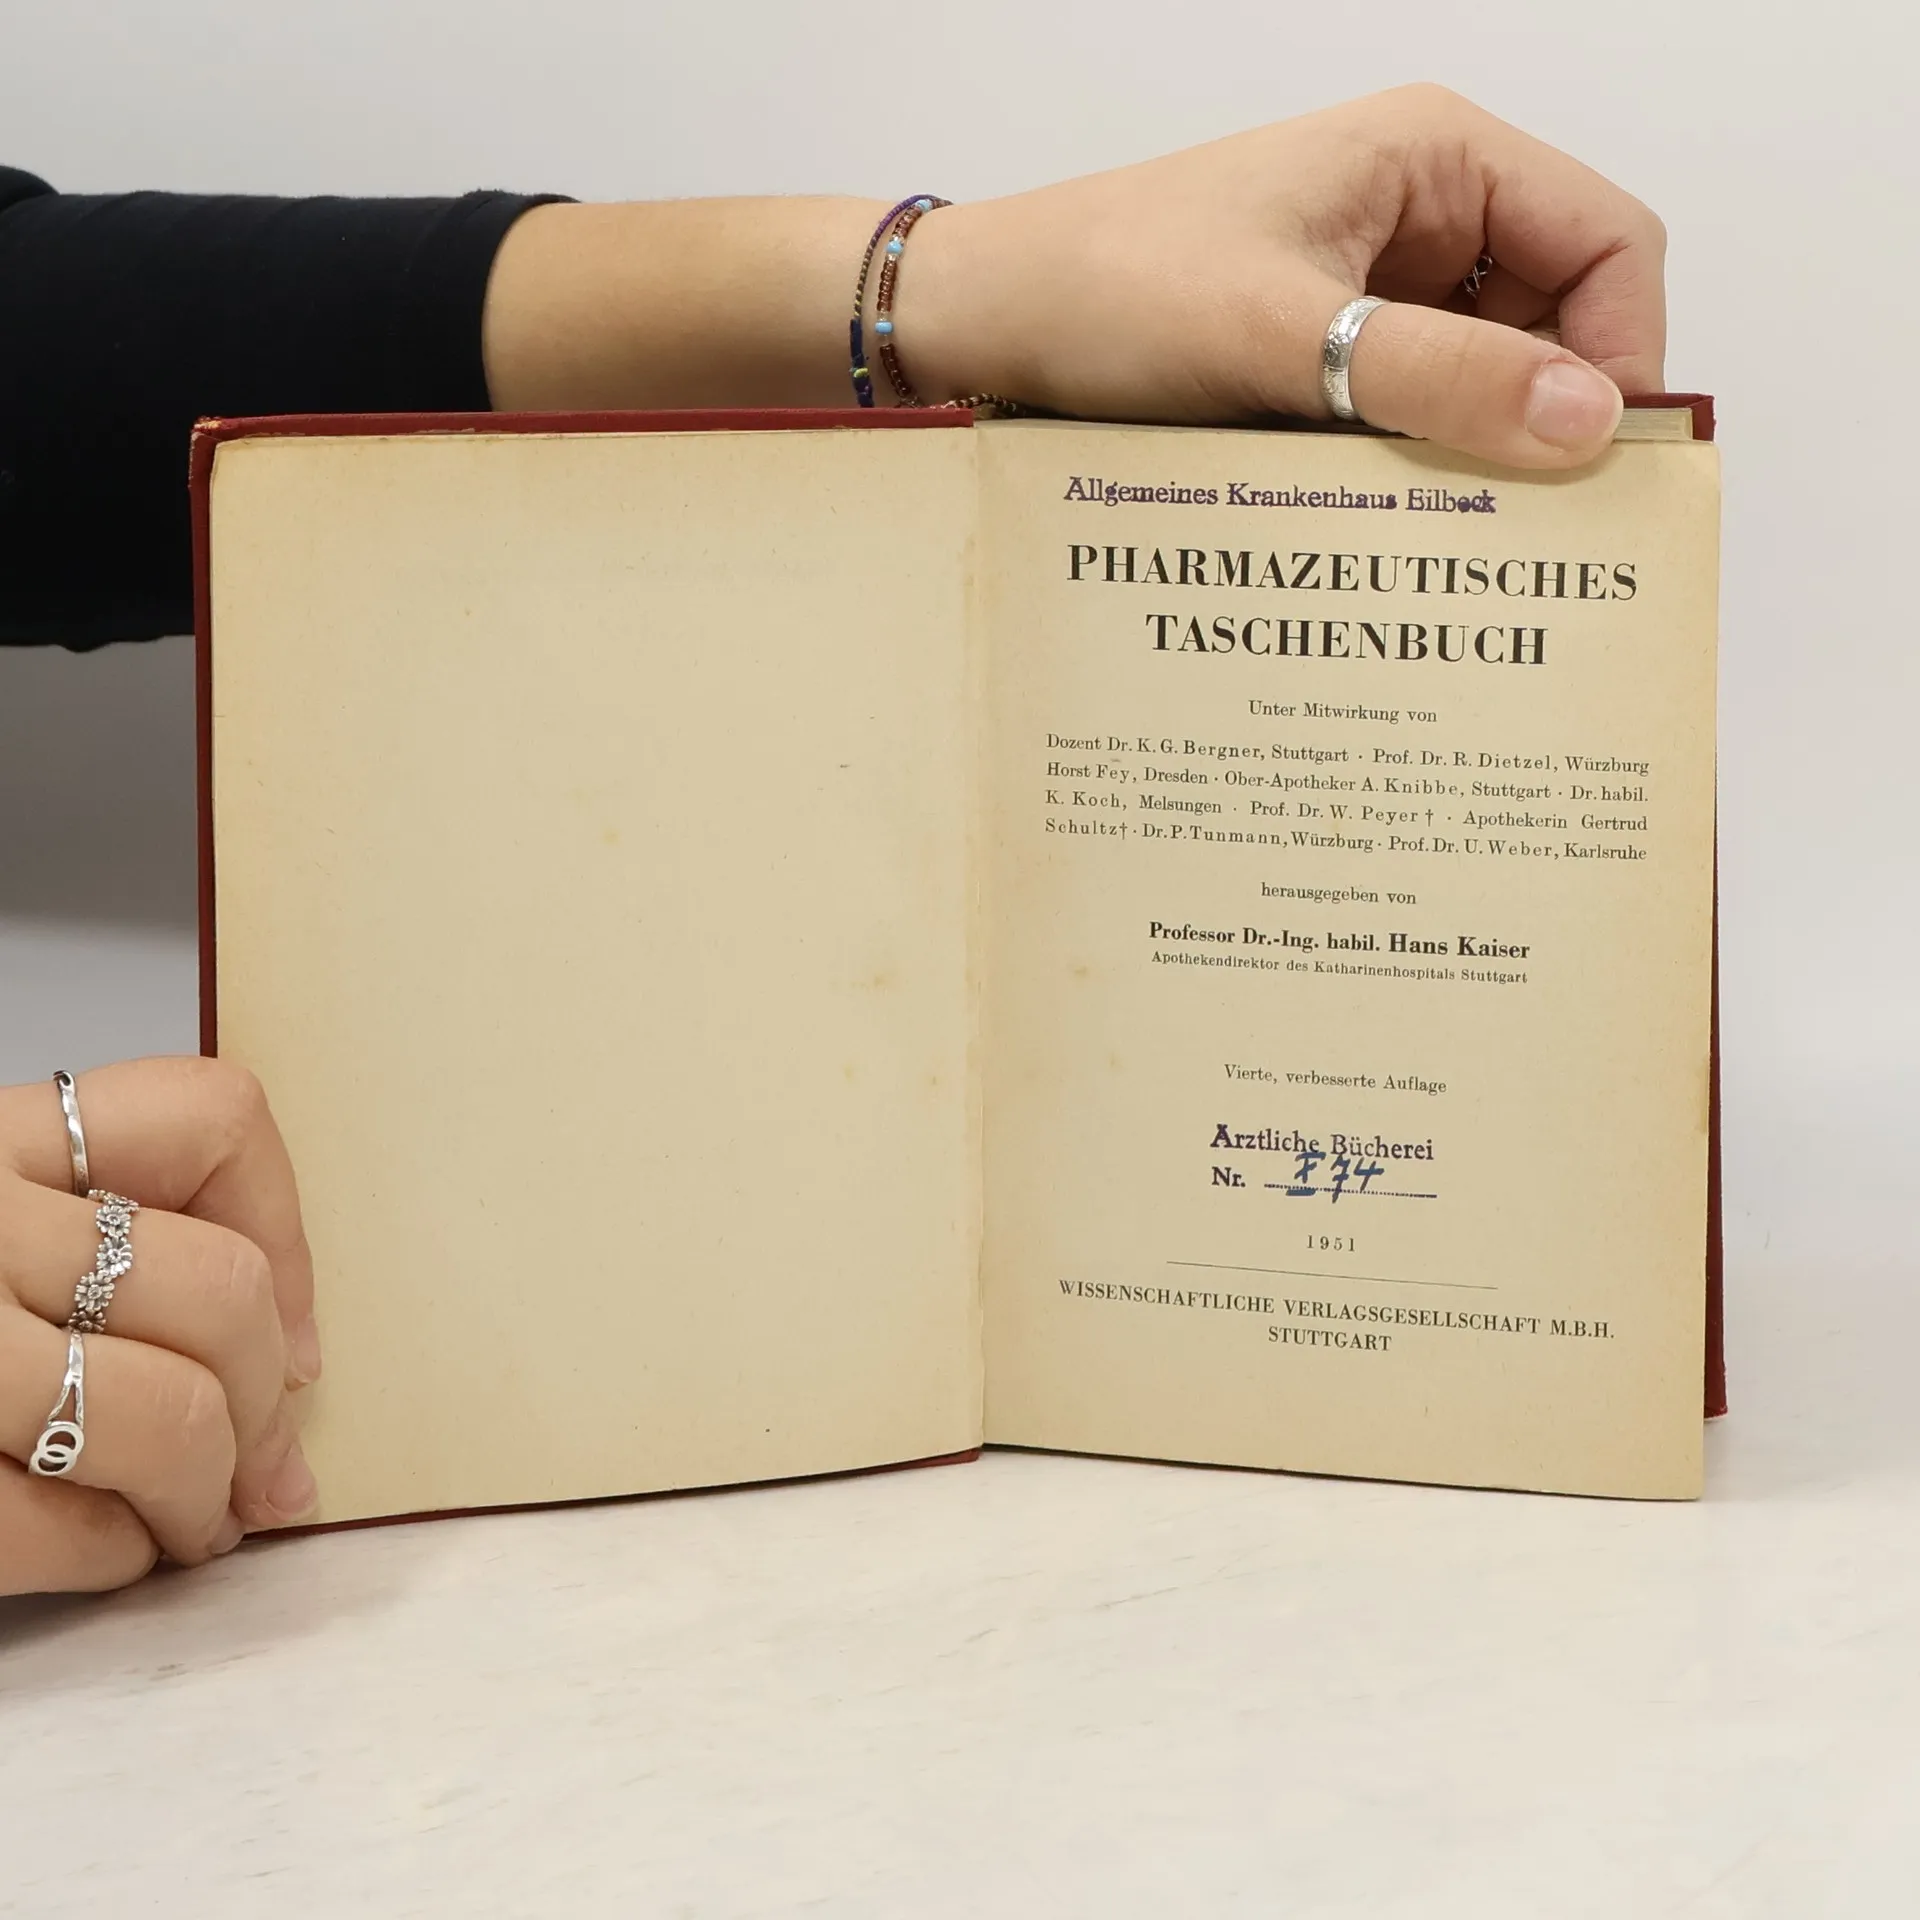 Allgemeines Krankenhaus Eilbeck
PHARMAZEUTISCHES
TASCHENBUCH
Unter Mitwirkung von
Dozent Dr. K. G. Bergner, Stuttgart · Prof. Dr. R. Dietzel, Würzburg
Horst Fey, Dresden · Ober-Apotheker A. Knibbe, Stuttgart · Dr. habil.
K. Koch, Melsungen · Prof. Dr. W. Peyer † · Apothekerin Gertrud
Schultz† · Dr. P. Tunmann, Würzburg · Prof. Dr. U. Weber, Karlsruhe
herausgegeben von
Professor Dr.-Ing. habil. Hans Kaiser
Apothekendirektor des Katharinenhospitals Stuttgart
Vierte, verbesserte Auflage
Ärztliche Bücherei
Nr. 74
1951
WISSENSCHAFTLICHE VERLAGSGESELLSCHAFT M.B.H.
STUTTGART